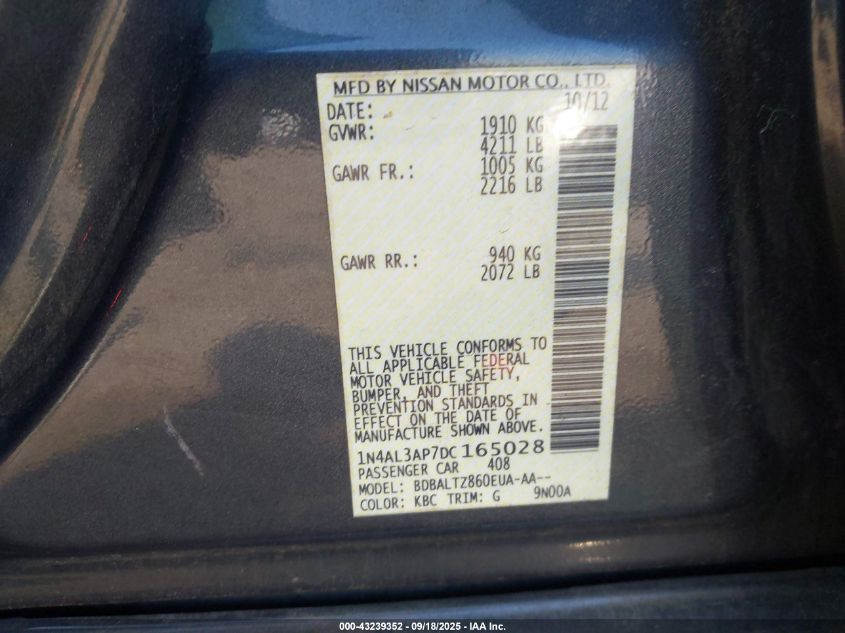 MFD BY NISSAN MOTOR CO., LTD.
DATE: 10/12
GVWR: 1910 KG
4211 LB
GAWR FR.: 1005 KG
2216 LB
GAWR RR.: 940 KG
2072 LB
THIS VEHICLE CONFORMS TO
ALL APPLICABLE FEDERAL
MOTOR VEHICLE SAFETY,
BUMPER, AND THEFT
PREVENTION STANDARDS IN
EFFECT ON THE DATE OF
MANUFACTURE SHOWN ABOVE.
1N4AL3AP7DC165028
PASSENGER CAR 408
MODEL: BDBALTZ860EUA-AA--
COLOR: KBC TRIM: G 9N00A
000-43239352 - 09/18/2025 - IAA Inc.